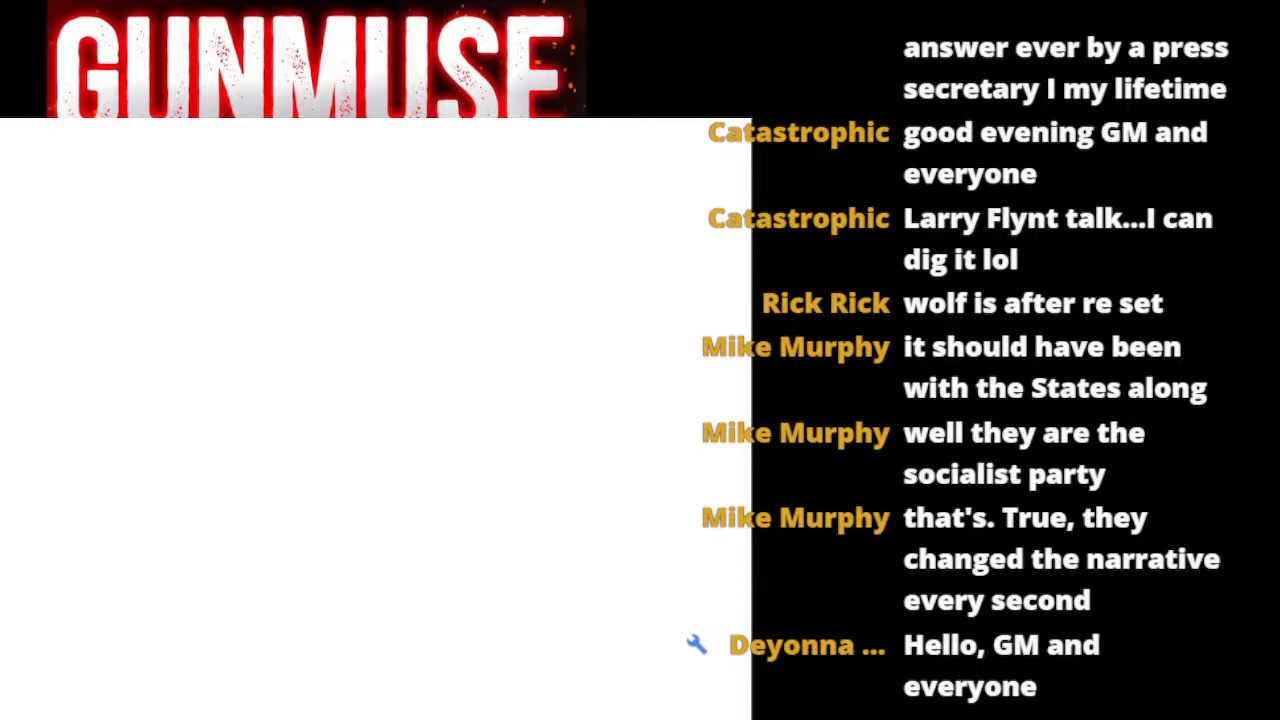 GUNMUSE
answer ever by a press
secretary I my lifetime
Catastrophic good evening GM and
everyone
Catastrophic Larry Flynt talk...I can
dig it lol
Rick Rick wolf is after re set
Mike Murphy it should have been
with the States along
Mike Murphy well they are the
socialist party
Mike Murphy that's. True, they
changed the narrative
every second
Deyonna ... Hello, GM and
everyone